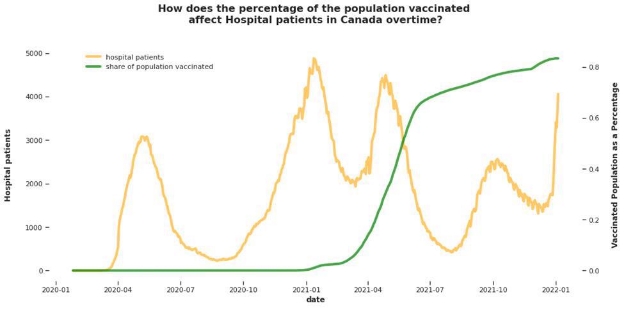 How does the percentage of the population vaccinated
affect Hospital patients in Canada overtime?
hospital patients
share of population vaccinated
Hospital patients
5000
4000
3000
2000
1000
0
0.8
0.6
0.4
0.2
0.0
Vaccinated Population as a Percentage
2020-01
2020-04
2020-07
2020-10
2021-01
2021-04
2021-07
2021-10
2022-01
date